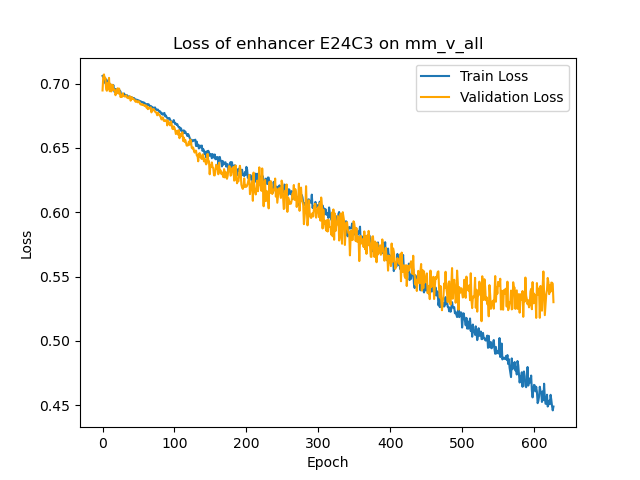 Loss of enhancer E24C3 on mm_v_all
Train Loss
Validation Loss
0.70
0.65
0.60
0.55
0.50
0.45
Loss
0
100
200
300
400
500
600
Epoch